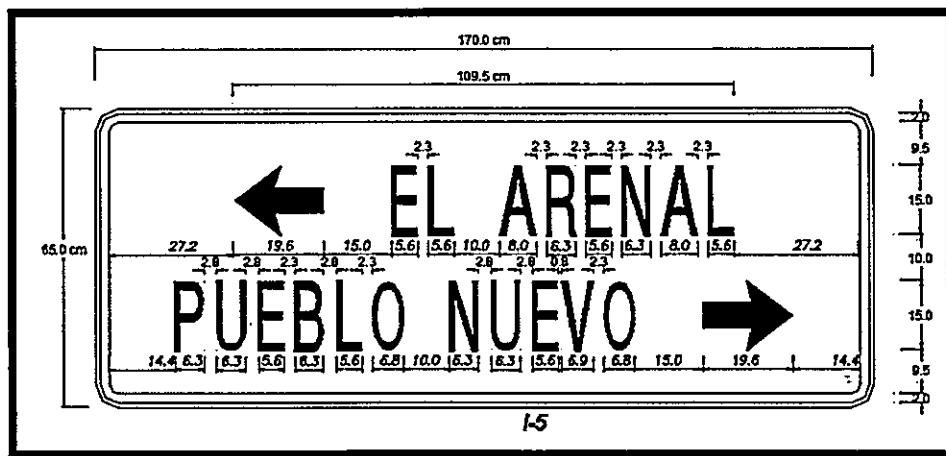 170.0 cm
109.5 cm
2.0
2.3 2.3 2.3 2.3 2.3 2.3
9.5
EL ARENAL
15.0
65.0 cm
27.2 19.6 15.0 5.6 5.6 10.0 8.0 6.3 5.6 6.3 8.0 5.6 27.2
10.0
2.8 2.8 2.3 2.8 2.3 2.8 2.8 0.8 2.3
PUEBLO NUEVO
15.0
14.4 6.3 6.3 5.6 6.3 5.6 6.8 10.0 6.3 6.3 5.6 6.9 6.8 15.0 19.6 14.4
9.5
2.0
I-5